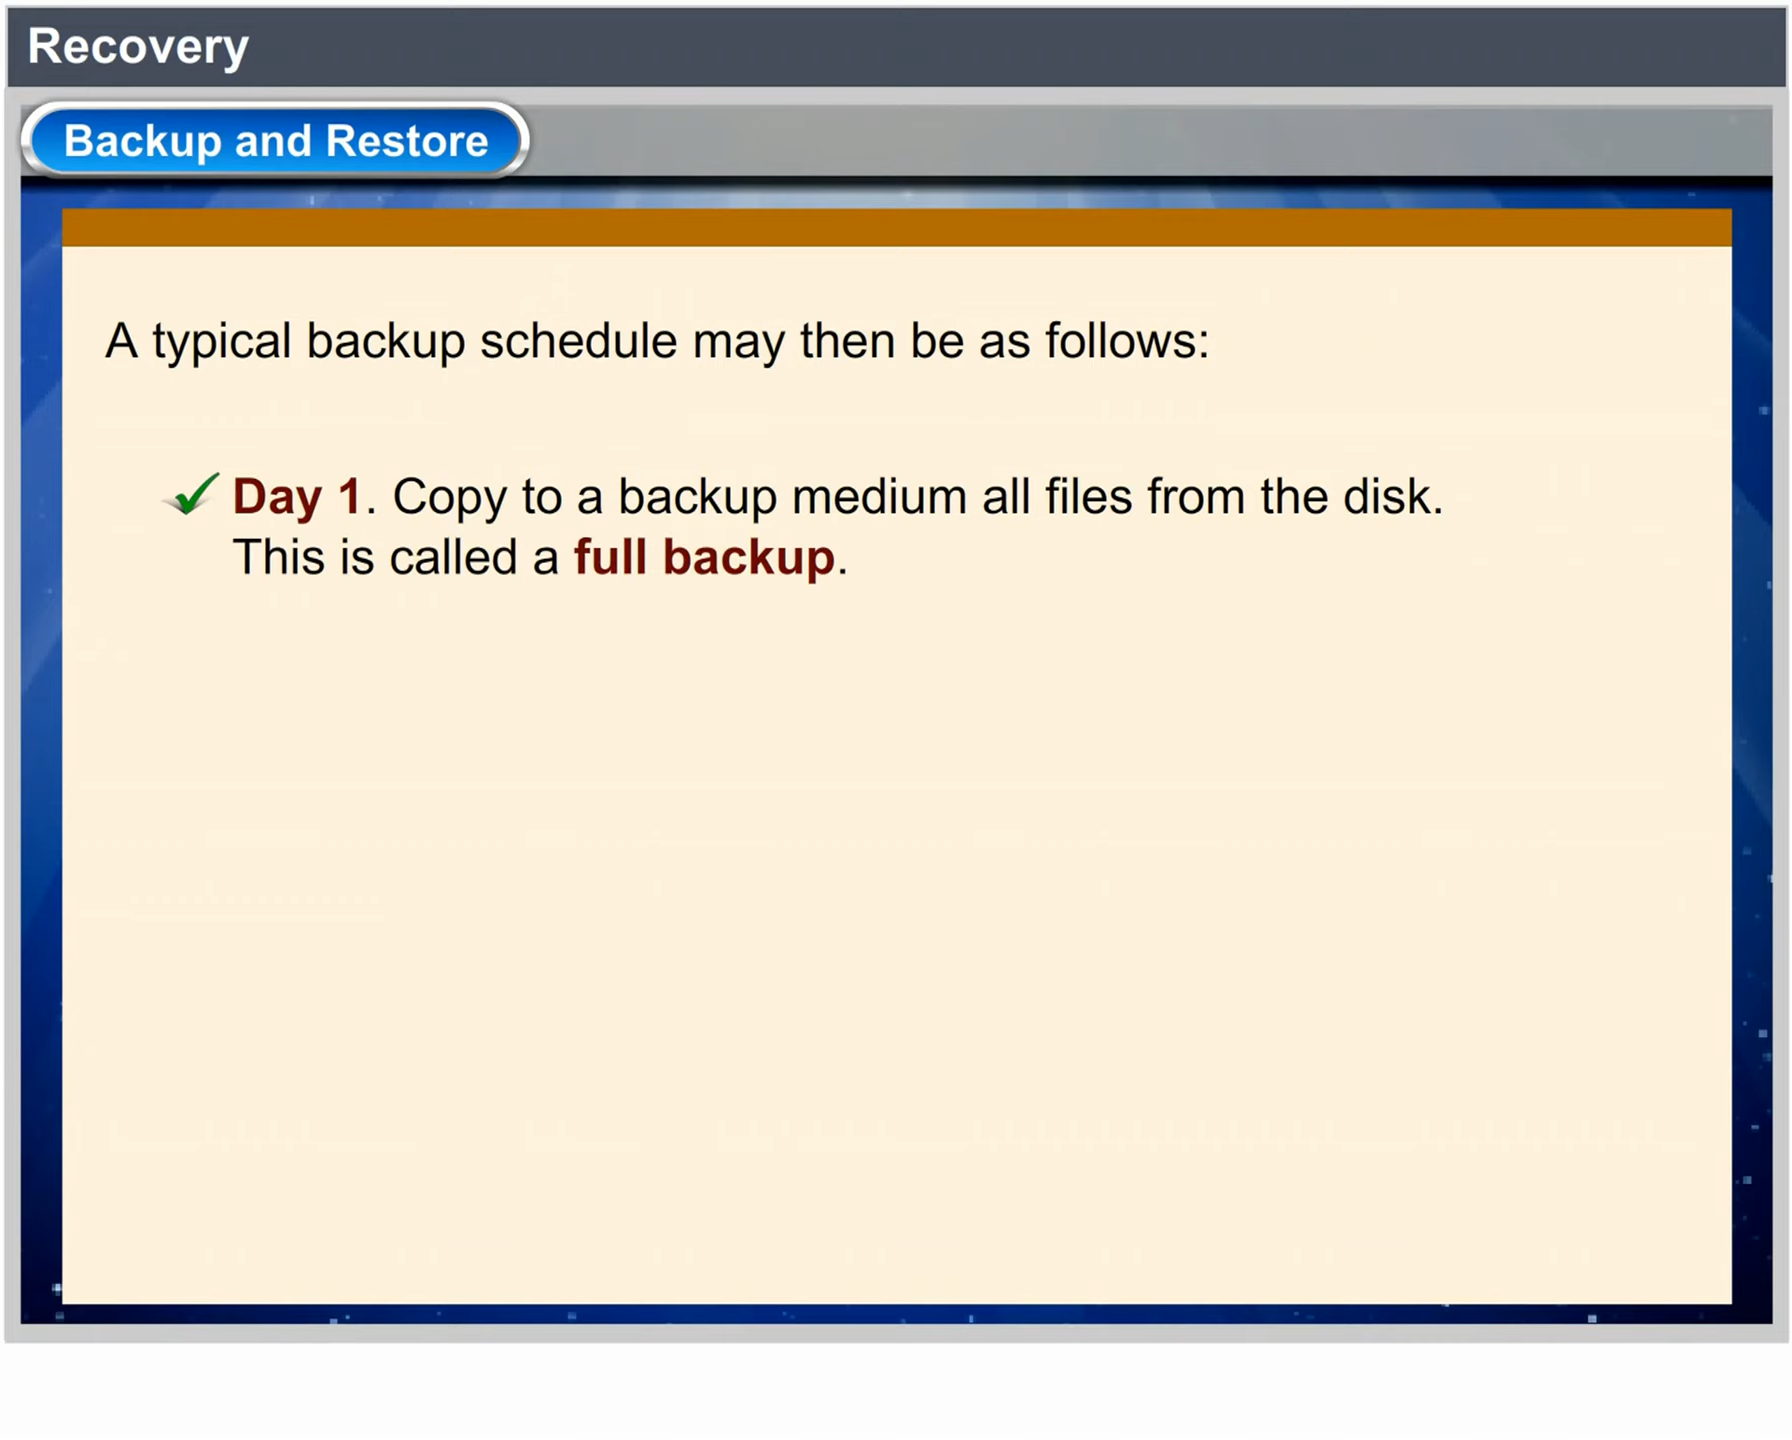 Recovery
Backup and Restore
A typical backup schedule may then be as follows:
Day 1. Copy to a backup medium all files from the disk.
This is called a full backup.